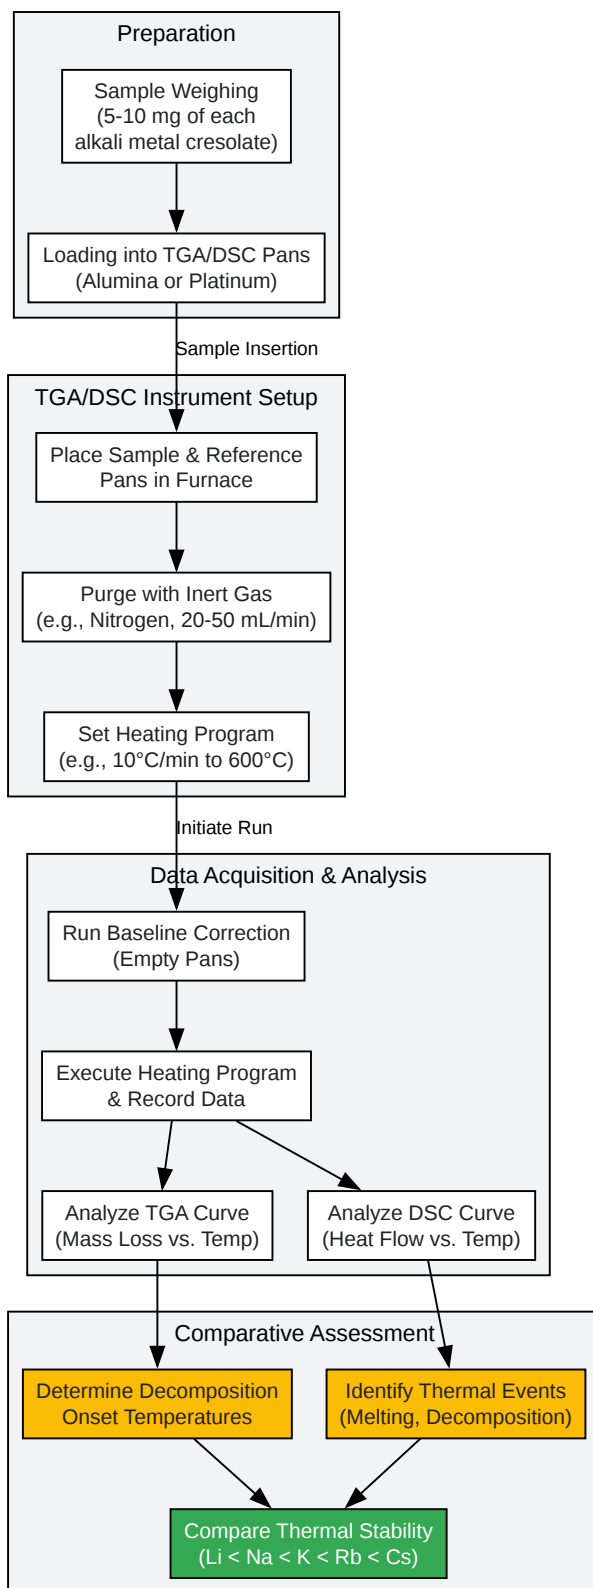 Preparation
Sample Weighing
(5-10 mg of each
alkali metal cresolate)
Loading into TGA/DSC Pans
(Alumina or Platinum)
Sample Insertion
TGA/DSC Instrument Setup
Place Sample & Reference
Pans in Furnace
Purge with Inert Gas
(e.g., Nitrogen, 20-50 mL/min)
Set Heating Program
(e.g., 10°C/min to 600°C)
Initiate Run
Data Acquisition & Analysis
Run Baseline Correction
(Empty Pans)
Execute Heating Program
& Record Data
Analyze TGA Curve
(Mass Loss vs. Temp)
Analyze DSC Curve
(Heat Flow vs. Temp)
Comparative Assessment
Determine Decomposition
Onset Temperatures
Identify Thermal Events
(Melting, Decomposition)
Compare Thermal Stability
(Li < Na < K < Rb < Cs)